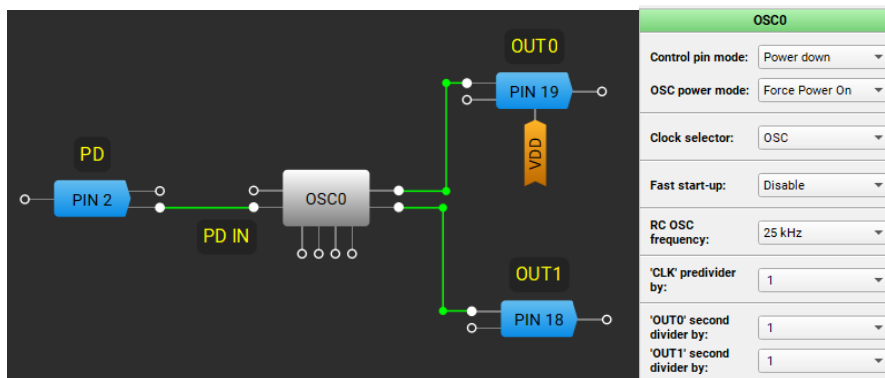 OUT0
PIN 19
VDD
PD
PIN 2
OSC0
PD IN
OUT1
PIN 18
OSC0
Control pin mode: Power down
OSC power mode: Force Power On
Clock selector: OSC
Fast start-up: Disable
RC OSC
frequency: 25 kHz
'CLK' predivider
by: 1
'OUT0' second
divider by: 1
'OUT1' second
divider by: 1